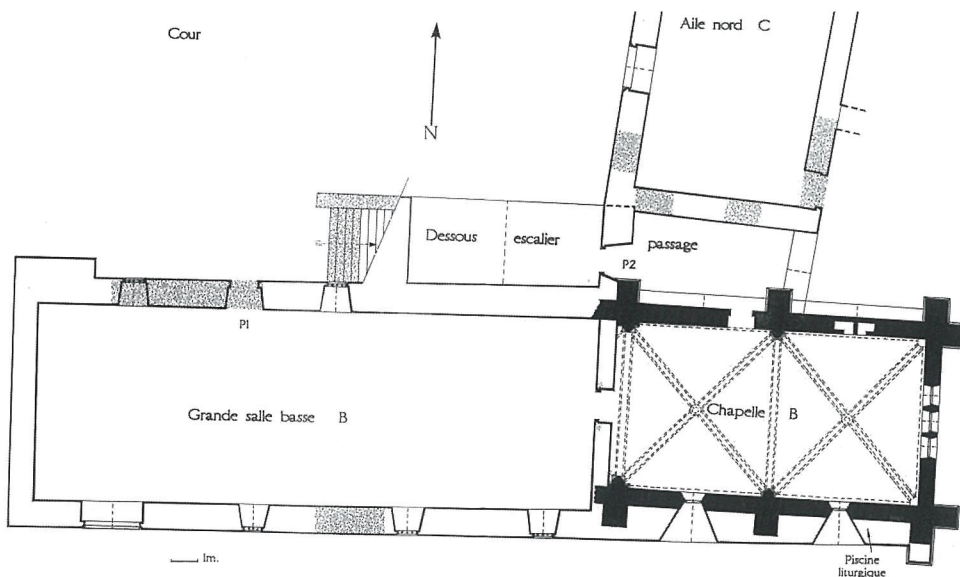 Cour
Aile nord C
N
Dessous escalier
passage
P2
P1
Grande salle basse B
Chapelle B
1m.
Piscine
liturgique